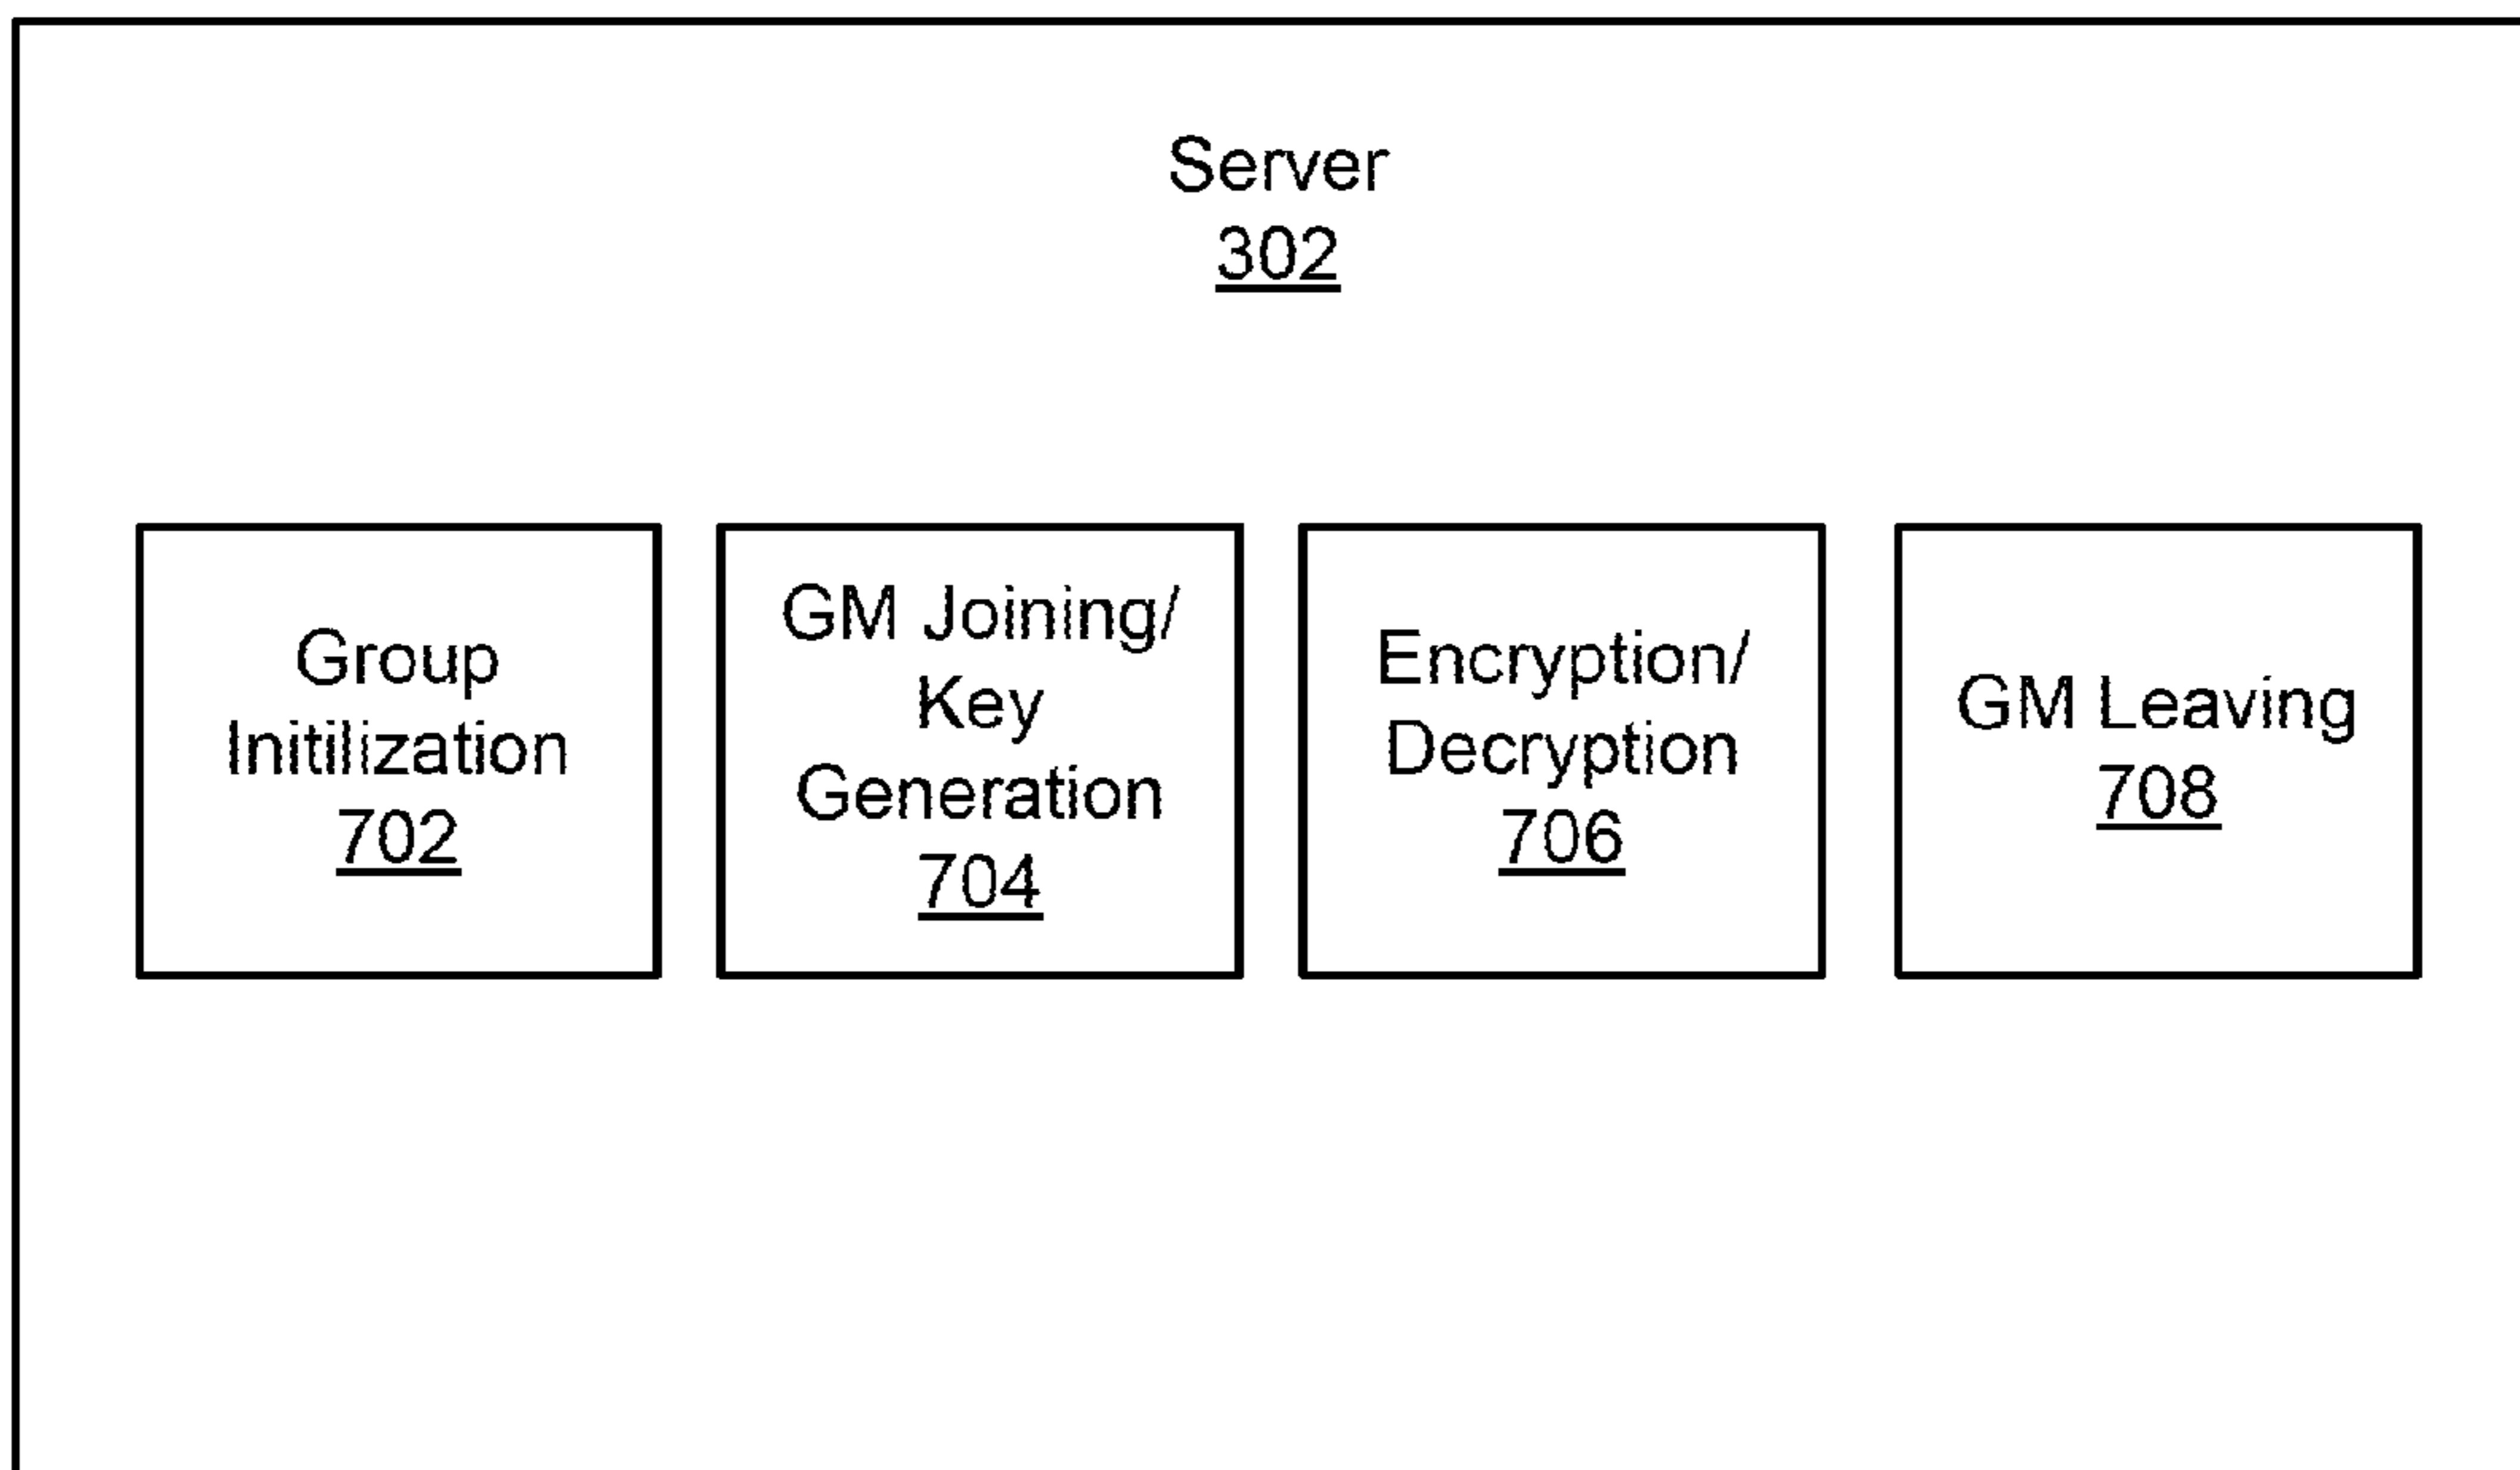 Server
302
Group
Initilization
702
GM Joining/
Key
Generation
704
Encryption/
Decryption
706
GM Leaving
708